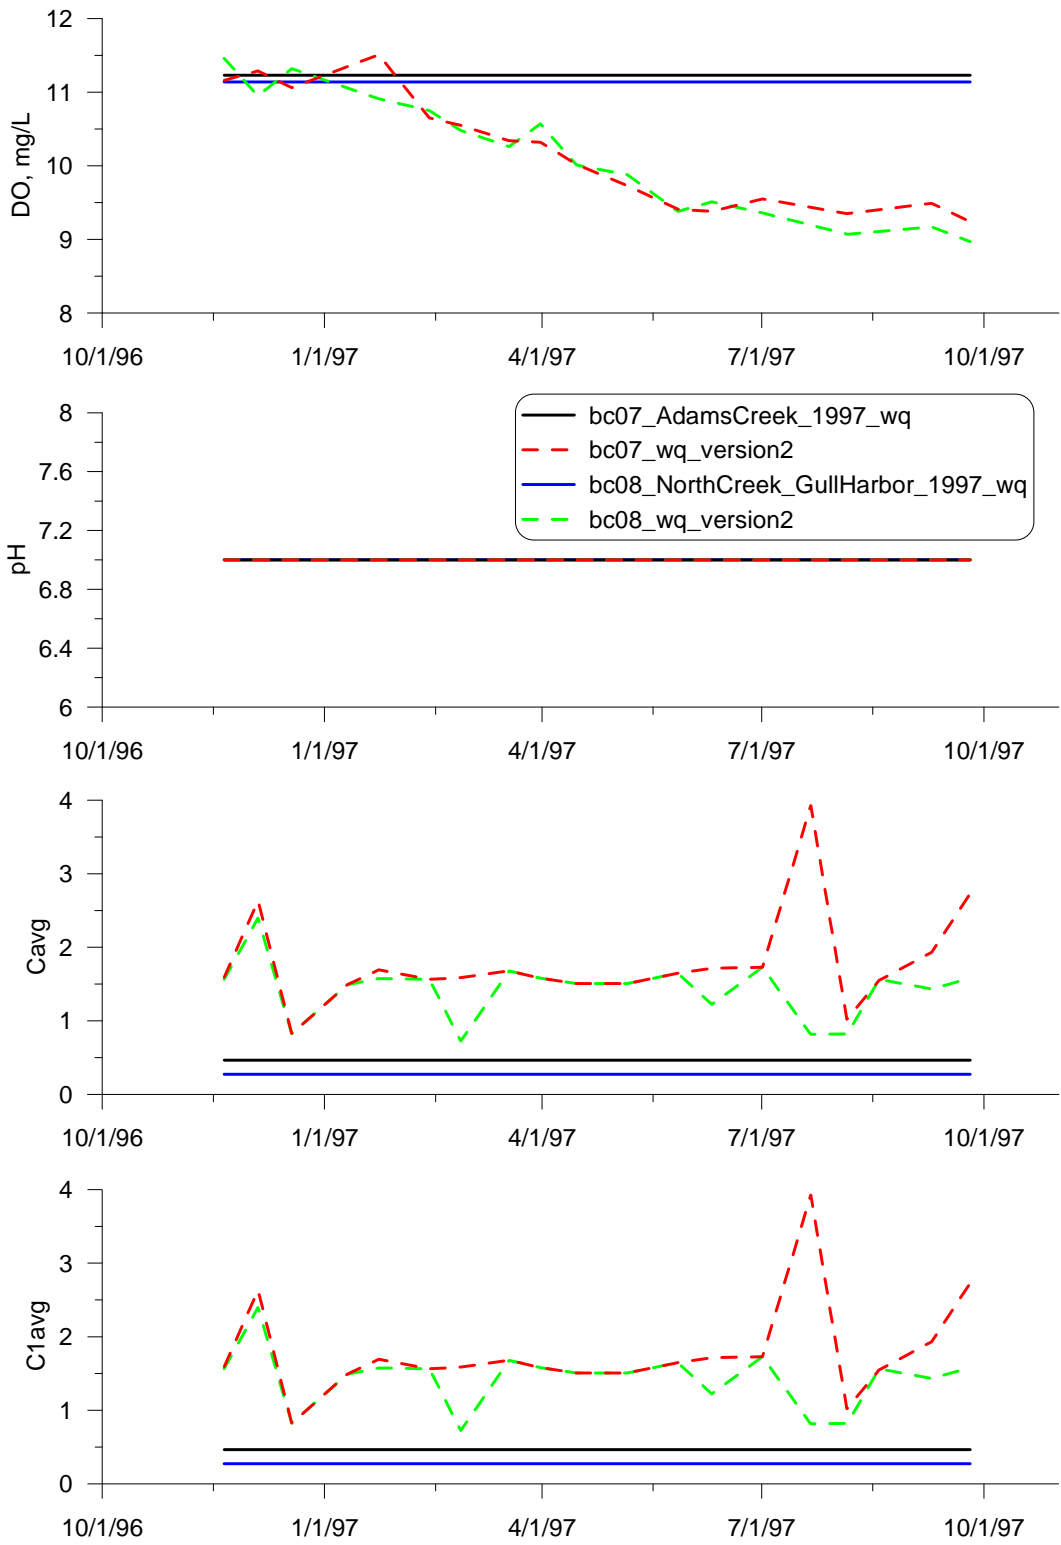 12
11
10
9
8
DO, mg/L
10/1/96 1/1/97 4/1/97 7/1/97 10/1/97
8
7.6
7.2
6.8
6.4
6
pH
bc07_AdamsCreek_1997_wq
bc07_wq_version2
bc08_NorthCreek_GullHarbor_1997_wq
bc08_wq_version2
10/1/96 1/1/97 4/1/97 7/1/97 10/1/97
4
3
2
1
0
Cavg
10/1/96 1/1/97 4/1/97 7/1/97 10/1/97
4
3
2
1
0
C1avg
10/1/96 1/1/97 4/1/97 7/1/97 10/1/97